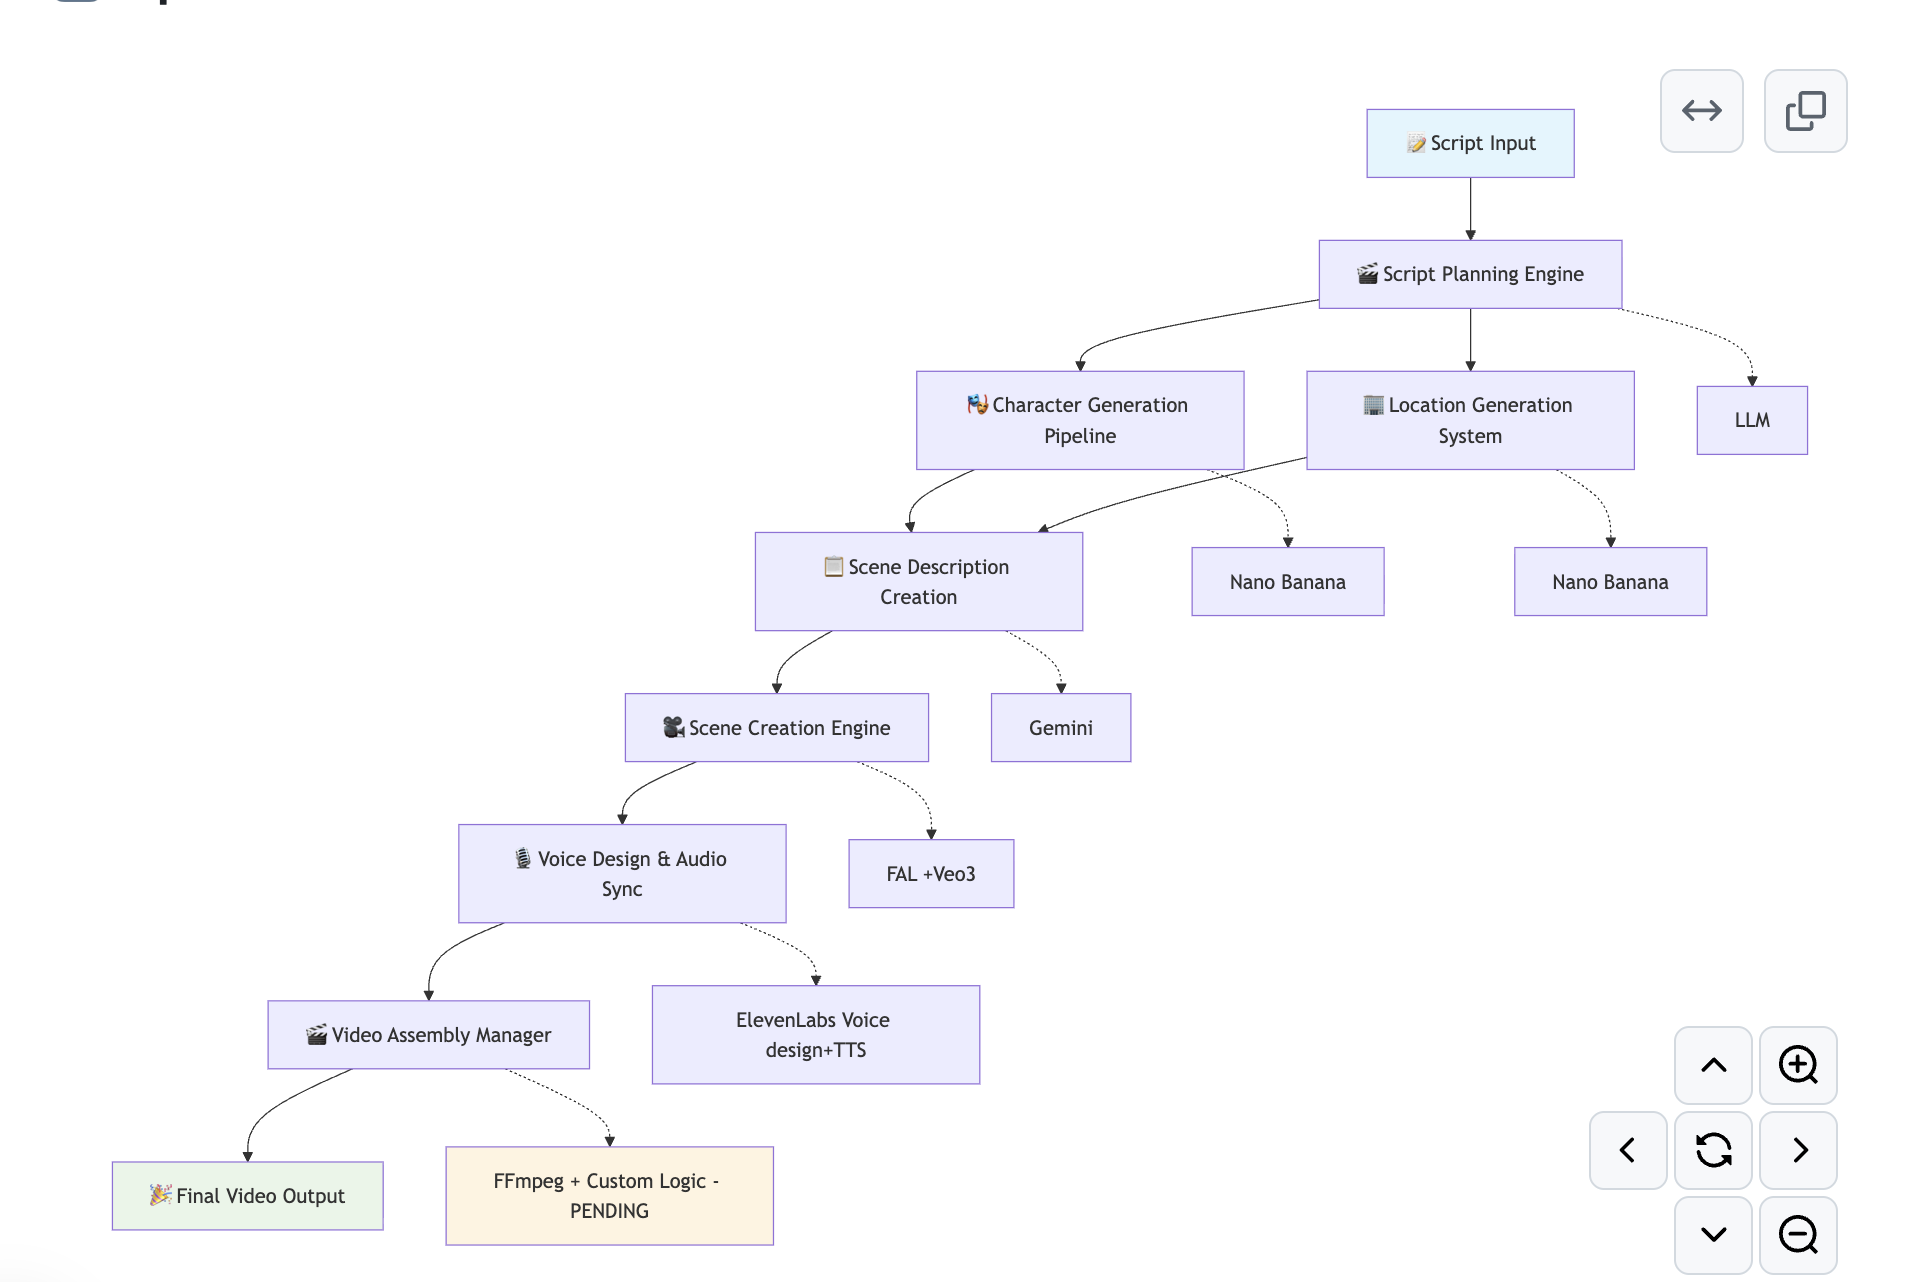 📝 Script Input
🎬 Script Planning Engine
🎭 Character Generation
Pipeline
🏢 Location Generation
System
LLM
📋 Scene Description
Creation
Nano Banana
Nano Banana
🎥 Scene Creation Engine
Gemini
🎙️ Voice Design & Audio
Sync
FAL +Veo3
🎬 Video Assembly Manager
ElevenLabs Voice
design+TTS
🎉 Final Video Output
FFmpeg + Custom Logic -
PENDING